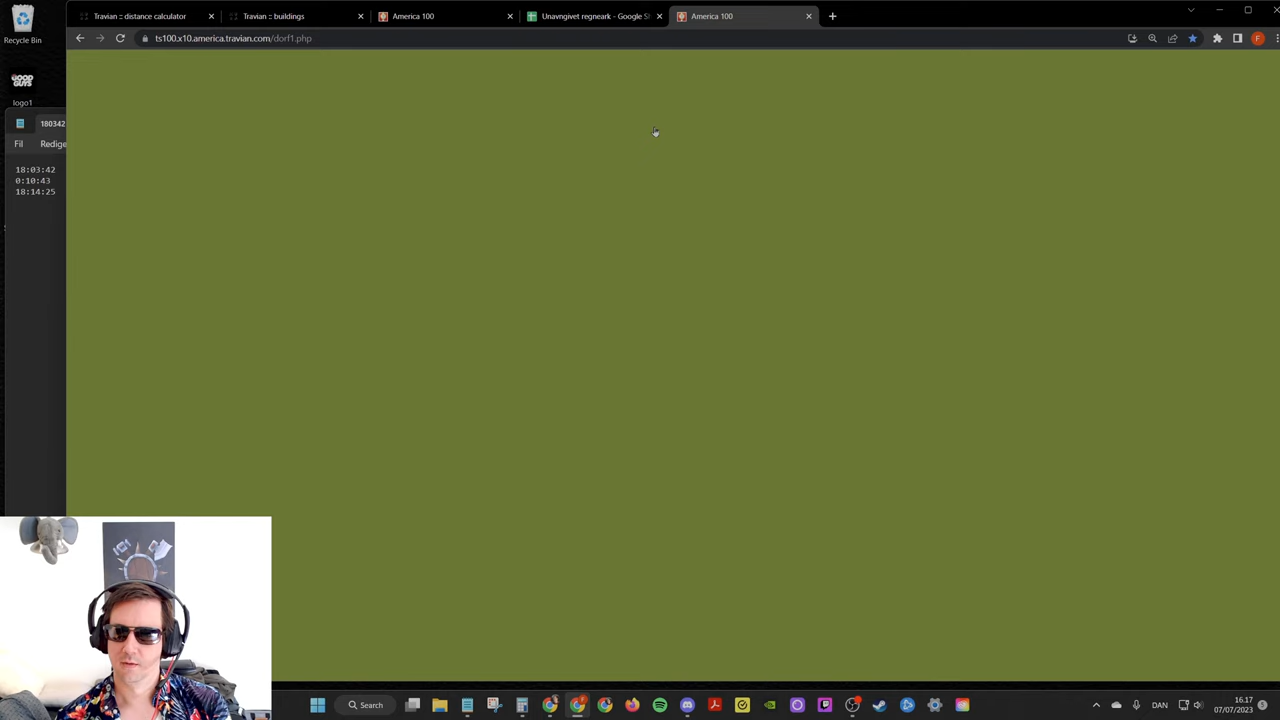 Travian :: distance calculator
Travian :: buildings
America 100
Unavngivet regneark - Google S
America 100
ts100.x10.america.travian.com/dorf1.php
F
Recycle Bin
GOOD
GUYS
logo1
180342
Fil
Redige
18:03:42
0:10:43
18:14:25
Search
DAN
16.17
07/07/2023